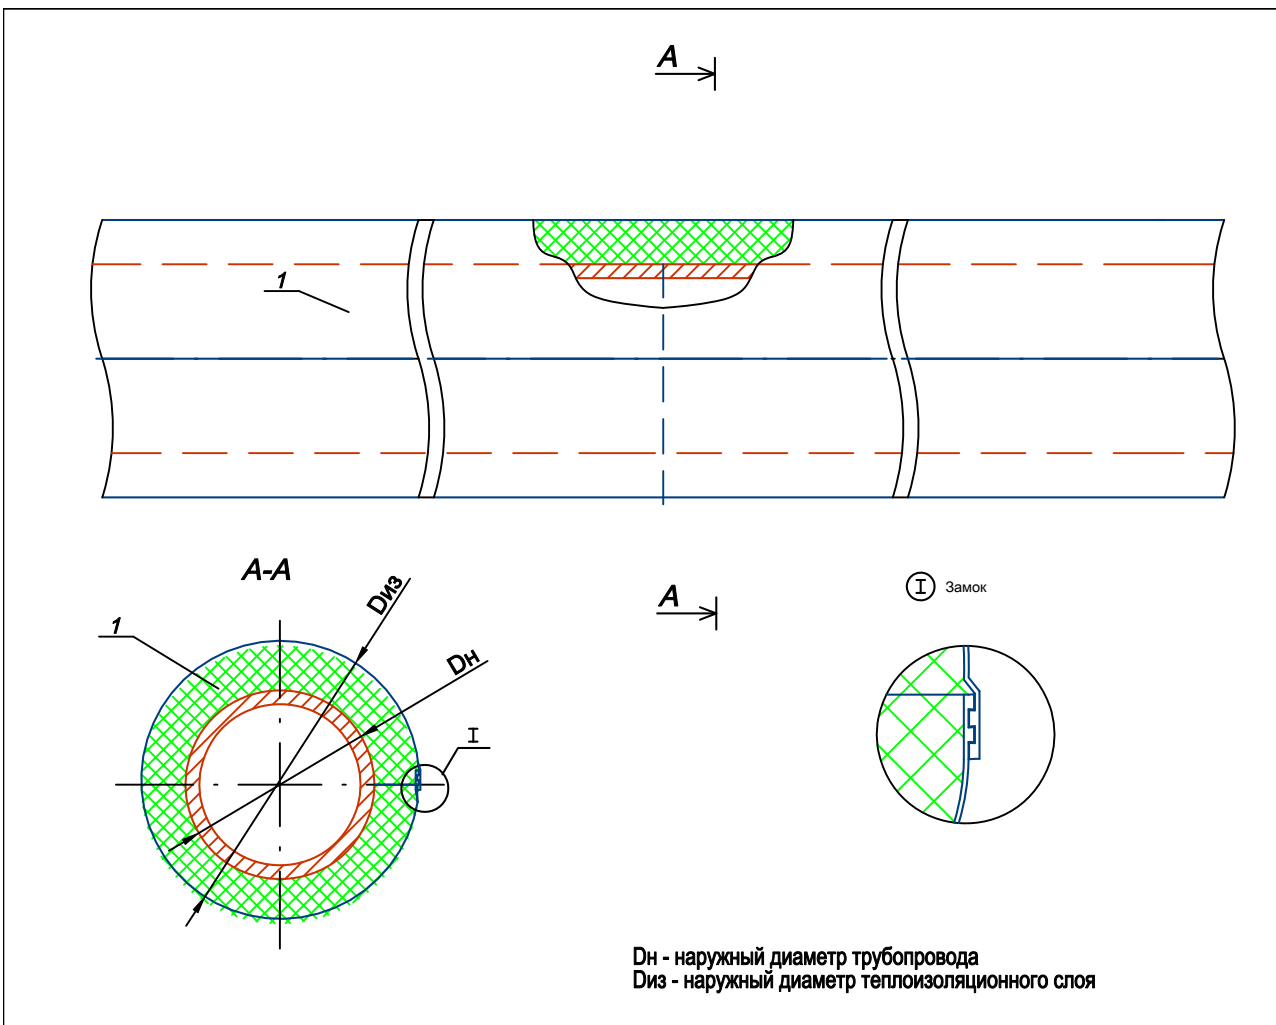 А
1
А-А
Dиз
Dн
1
I
А
I Замок
Dн - наружный диаметр трубопровода
Dиз - наружный диаметр теплоизоляционного слоя